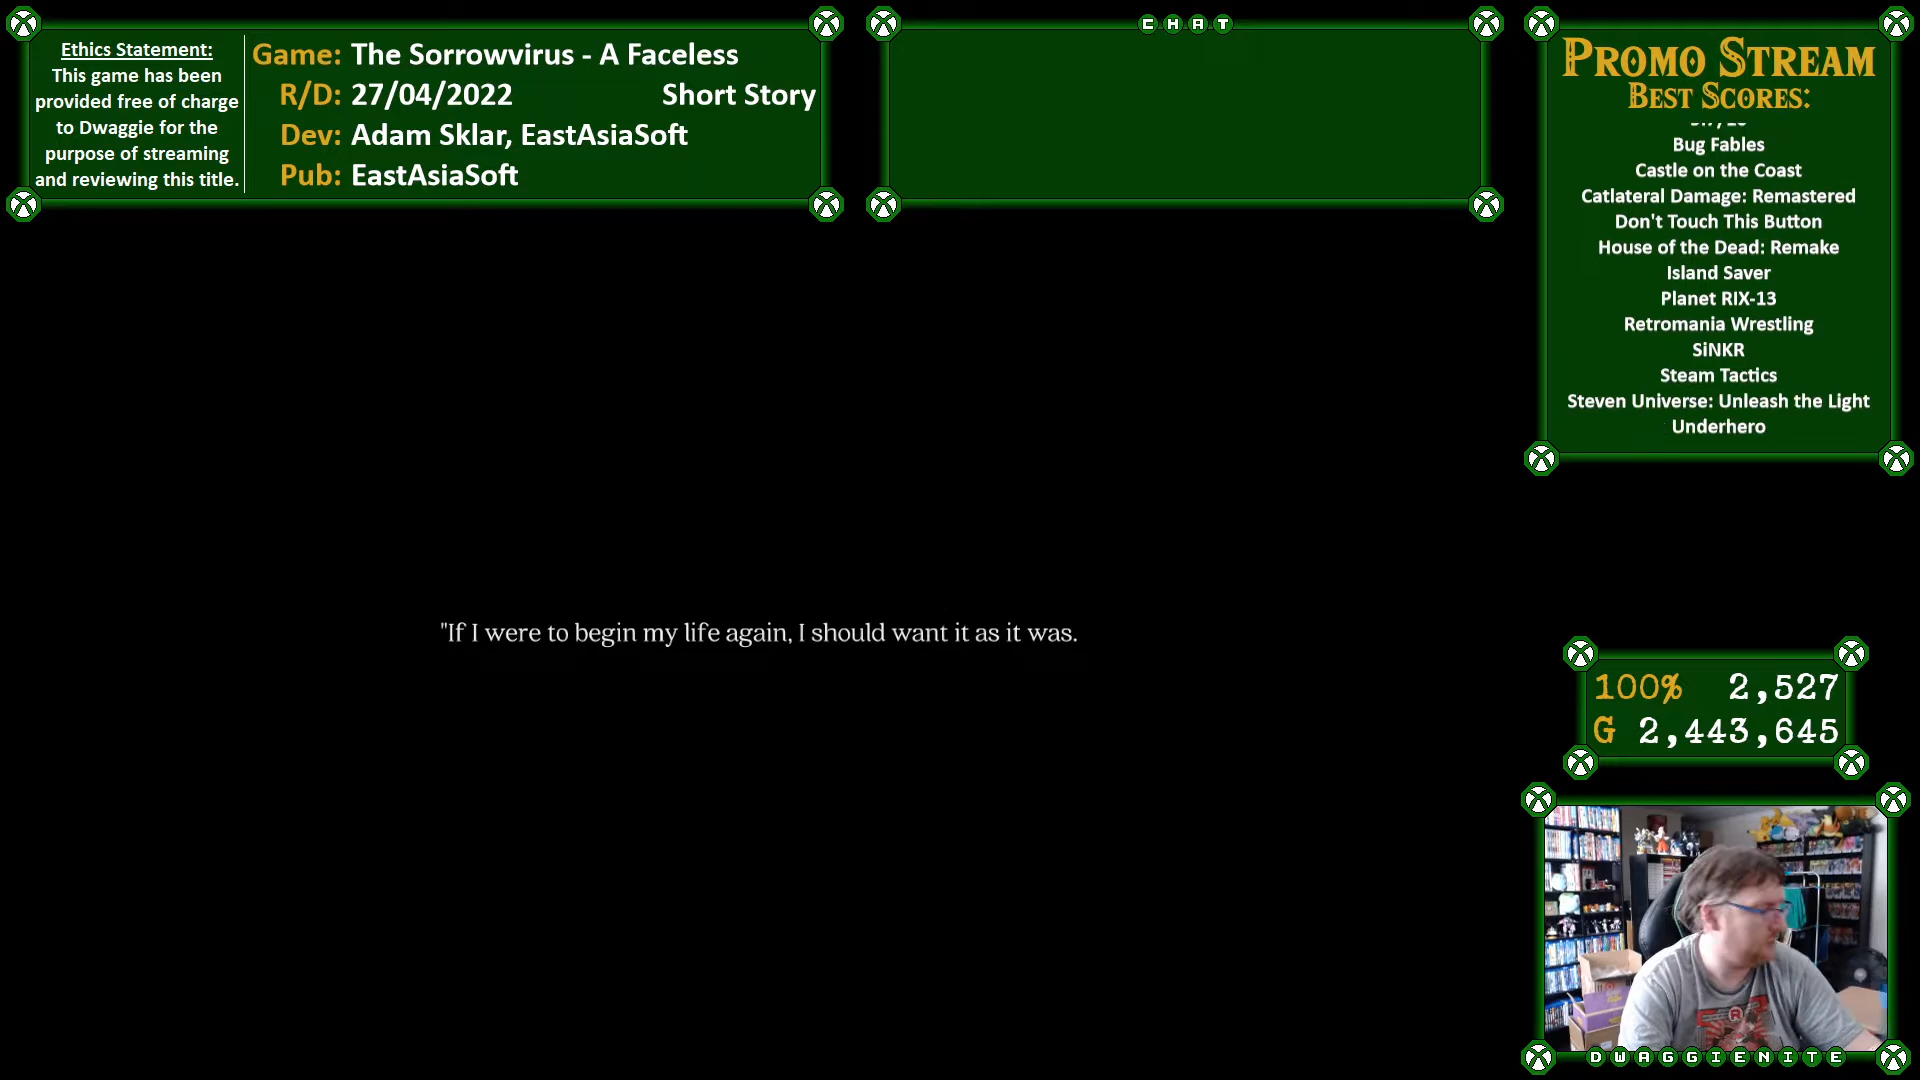 Ethics Statement:
This game has been
provided free of charge
to Dwaggie for the
purpose of streaming
and reviewing this title.
Game: The Sorrowvirus - A Faceless
R/D: 27/04/2022 Short Story
Dev: Adam Sklar, EastAsiaSoft
Pub: EastAsiaSoft
CHAT
PROMO STREAM
BEST SCORES:
Bug Fables
Castle on the Coast
Catlateral Damage: Remastered
Don't Touch This Button
House of the Dead: Remake
Island Saver
Planet RIX-13
Retromania Wrestling
SiNKR
Steam Tactics
Steven Universe: Unleash the Light
Underhero
"If I were to begin my life again, I should want it as it was.
100% 2,527
G 2,443,645
DWAGGIENITE